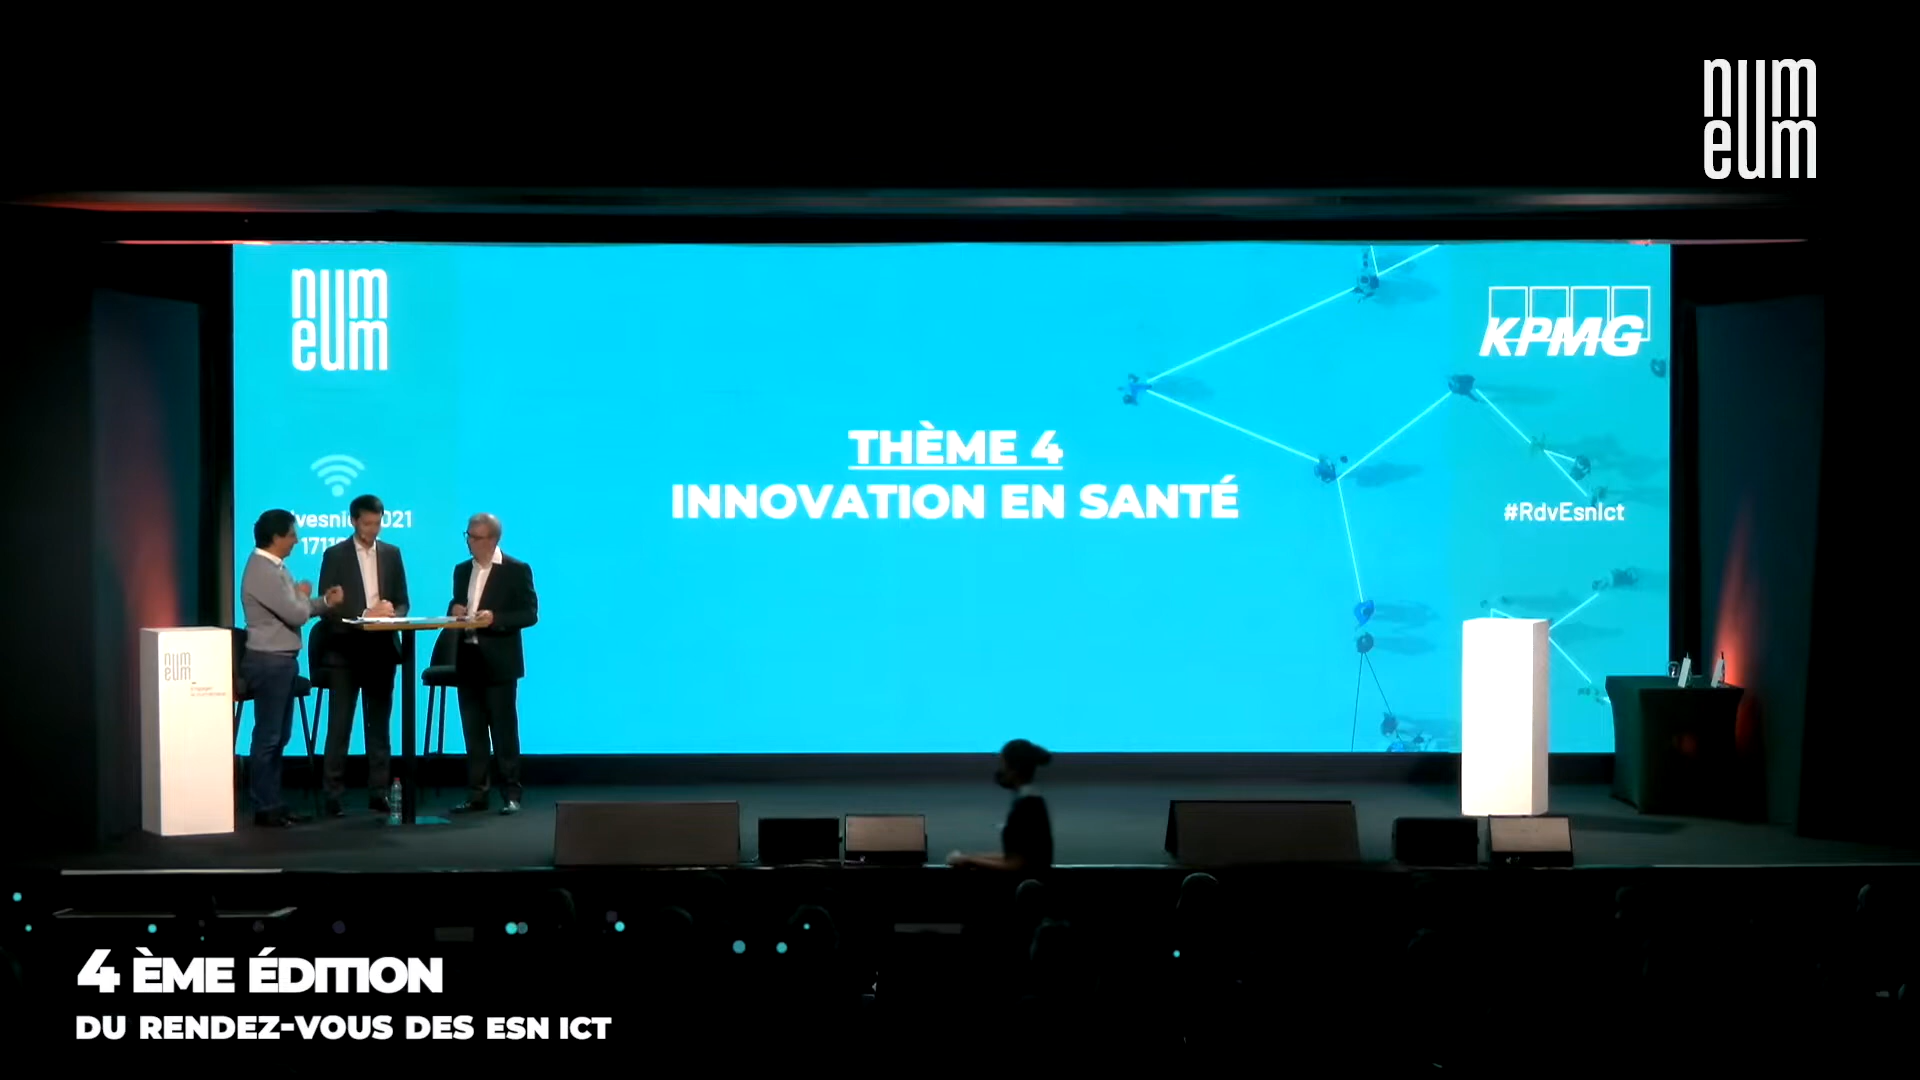 num
eum
num
eum
KPMG
THÈME 4
INNOVATION EN SANTÉ
#RdvEsnIct
num
eum
4 ÈME ÉDITION
DU RENDEZ-VOUS DES ESN ICT